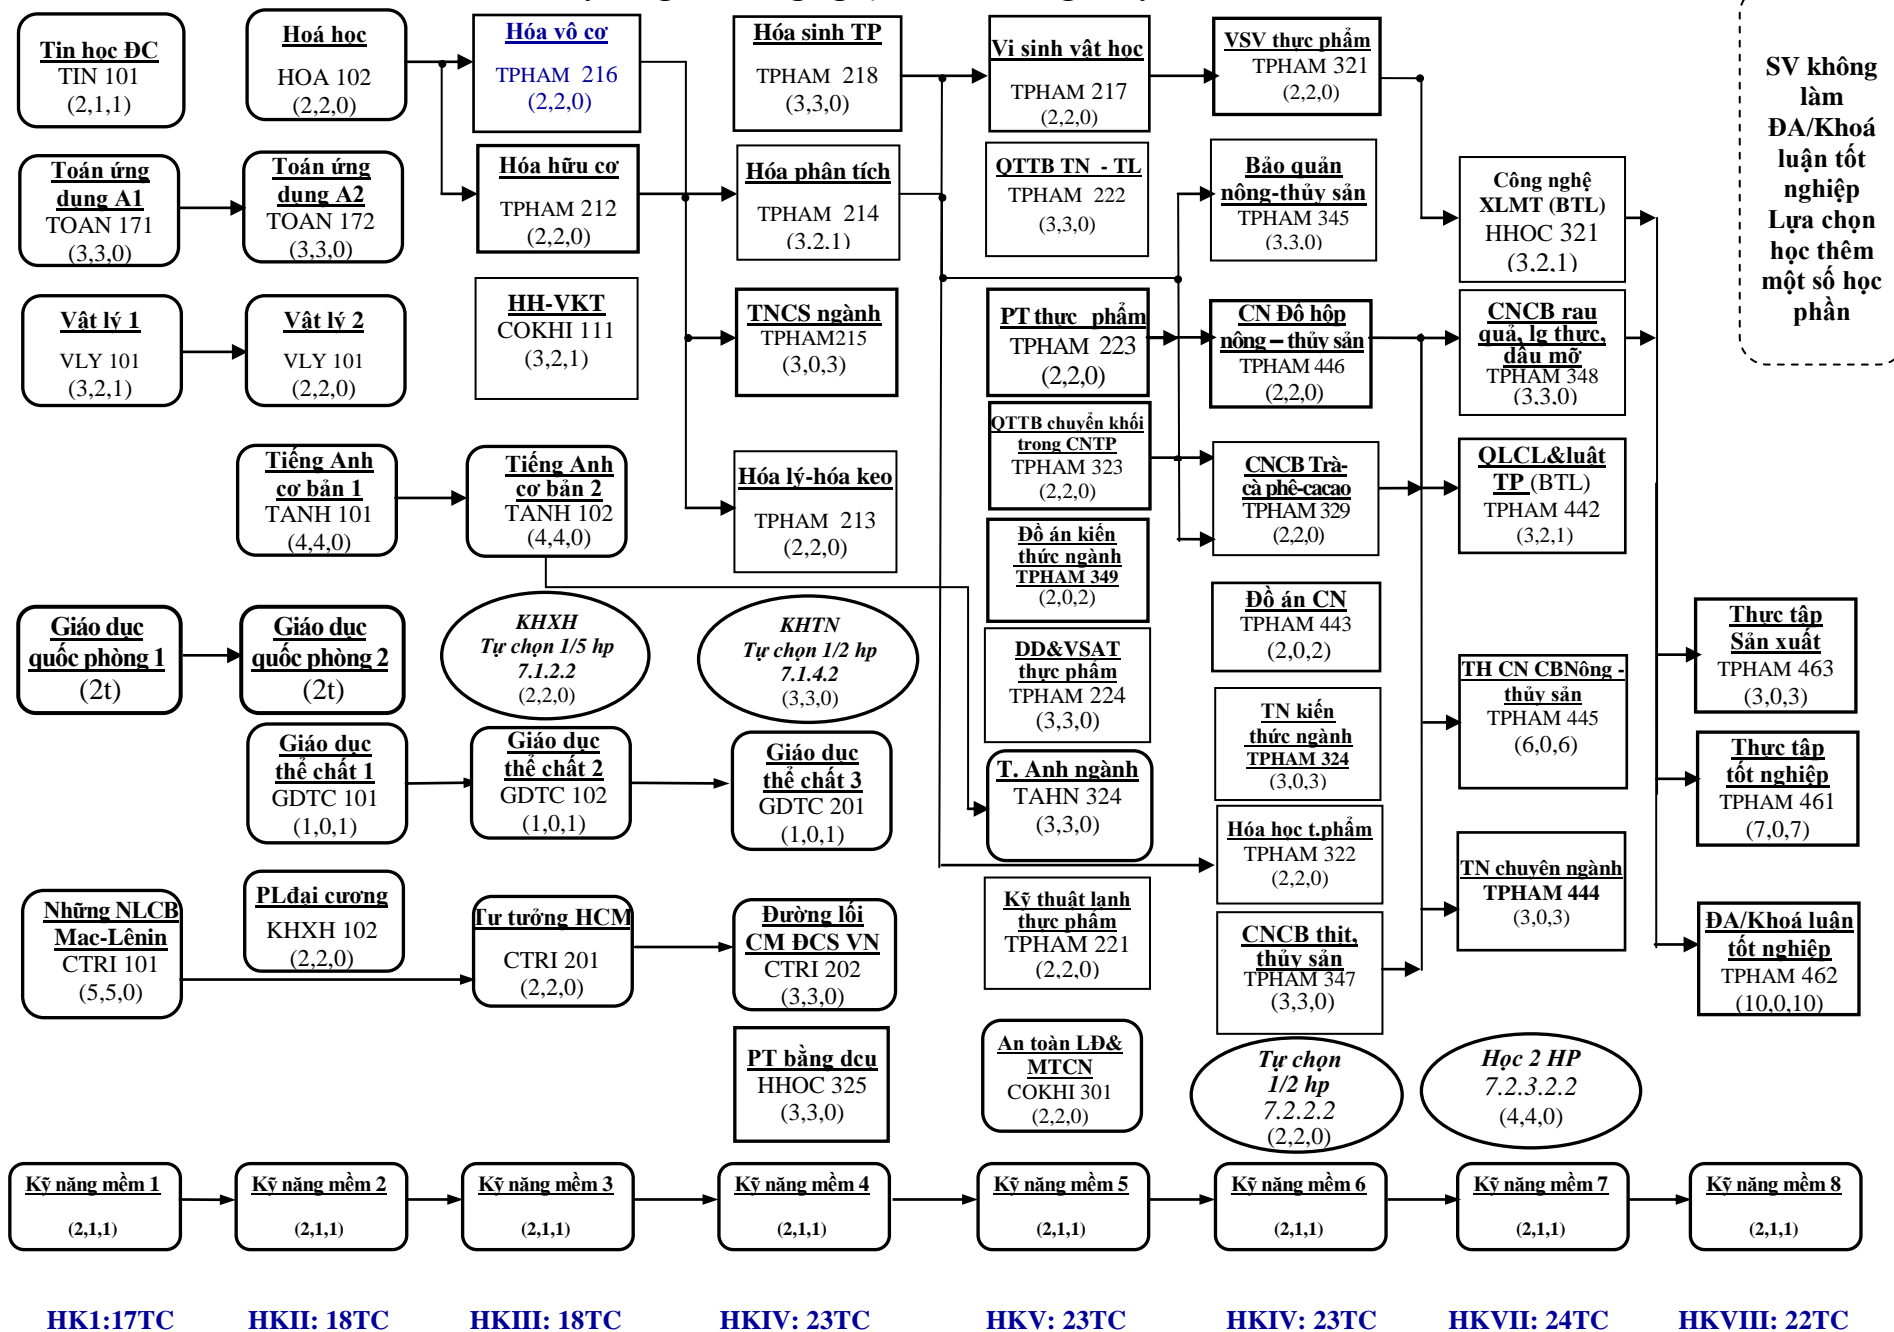 Tin học ĐC
TIN 101
(2,1,1)
Hoá học
HOA 102
(2,2,0)
Hóa vô cơ
TPHAM 216
(2,2,0)
Hóa sinh TP
TPHAM 218
(3,3,0)
Vi sinh vật học
TPHAM 217
(2,2,0)
VSV thực phẩm
TPHAM 321
(2,2,0)
SV không
làm
ĐA/Khoá
luận tốt
nghiệp
Lựa chọn
học thêm
một số học
phần
Toán ứng
dụng A1
TOAN 171
(3,3,0)
Toán ứng
dụng A2
TOAN 172
(3,3,0)
Hóa hữu cơ
TPHAM 212
(2,2,0)
Hóa phân tích
TPHAM 214
(3,2,1)
QTTB TN - TL
TPHAM 222
(3,3,0)
Bảo quản
nông-thủy sản
TPHAM 345
(3,3,0)
Công nghệ
XLMT (BTL)
HHOC 321
(3,2,1)
Vật lý 1
VLY 101
(3,2,1)
Vật lý 2
VLY 101
(2,2,0)
HH-VKT
COKHI 111
(3,2,1)
TNCS ngành
TPHAM215
(3,0,3)
PT thực phẩm
TPHAM 223
(2,2,0)
CN Đồ hộp
nông – thủy sản
TPHAM 446
(2,2,0)
CNCB rau
quả, lg thực,
dầu mỡ
TPHAM 348
(3,3,0)
Tiếng Anh
cơ bản 1
TANH 101
(4,4,0)
Tiếng Anh
cơ bản 2
TANH 102
(4,4,0)
Hóa lý-hóa keo
TPHAM 213
(2,2,0)
QTTB chuyển khối
trong CNTP
TPHAM 323
(2,2,0)
CNCB Trà-
cà phê-cacao
TPHAM 329
(2,2,0)
QLCL&luật
TP (BTL)
TPHAM 442
(3,2,1)
Đồ án kiến
thức ngành
TPHAM 349
(2,0,2)
Giáo dục
quốc phòng 1
(2t)
Giáo dục
quốc phòng 2
(2t)
KHXH
Tự chọn 1/5 hp
7.1.2.2
(2,2,0)
KHTN
Tự chọn 1/2 hp
7.1.4.2
(3,3,0)
DD&VSAT
thực phẩm
TPHAM 224
(3,3,0)
Đồ án CN
TPHAM 443
(2,0,2)
TH CN CBNông -
thủy sản
TPHAM 445
(6,0,6)
Thực tập
Sản xuất
TPHAM 463
(3,0,3)
Giáo dục
thể chất 1
GDTC 101
(1,0,1)
Giáo dục
thể chất 2
GDTC 102
(1,0,1)
Giáo dục
thể chất 3
GDTC 201
(1,0,1)
T. Anh ngành
TAHN 324
(3,3,0)
TN kiến
thức ngành
TPHAM 324
(3,0,3)
Thực tập
tốt nghiệp
TPHAM 461
(7,0,7)
Hóa học t.phẩm
TPHAM 322
(2,2,0)
TN chuyên ngành
TPHAM 444
(3,0,3)
Những NLCB
Mac-Lênin
CTRI 101
(5,5,0)
PLđại cương
KHXH 102
(2,2,0)
Tư tưởng HCM
CTRI 201
(2,2,0)
Đường lối
CM ĐCS VN
CTRI 202
(3,3,0)
Kỹ thuật lạnh
thực phẩm
TPHAM 221
(2,2,0)
CNCB thịt,
thủy sản
TPHAM 347
(3,3,0)
ĐA/Khoá luận
tốt nghiệp
TPHAM 462
(10,0,10)
PT bằng dcụ
HHOC 325
(3,3,0)
An toàn LĐ&
MTCN
COKHI 301
(2,2,0)
Tự chọn
1/2 hp
7.2.2.2
(2,2,0)
Học 2 HP
7.2.3.2.2
(4,4,0)
Kỹ năng mềm 1
(2,1,1)
Kỹ năng mềm 2
(2,1,1)
Kỹ năng mềm 3
(2,1,1)
Kỹ năng mềm 4
(2,1,1)
Kỹ năng mềm 5
(2,1,1)
Kỹ năng mềm 6
(2,1,1)
Kỹ năng mềm 7
(2,1,1)
Kỹ năng mềm 8
(2,1,1)
HK1:17TC
HKII: 18TC
HKIII: 18TC
HKIV: 23TC
HKV: 23TC
HKIV: 23TC
HKVII: 24TC
HKVIII: 22TC